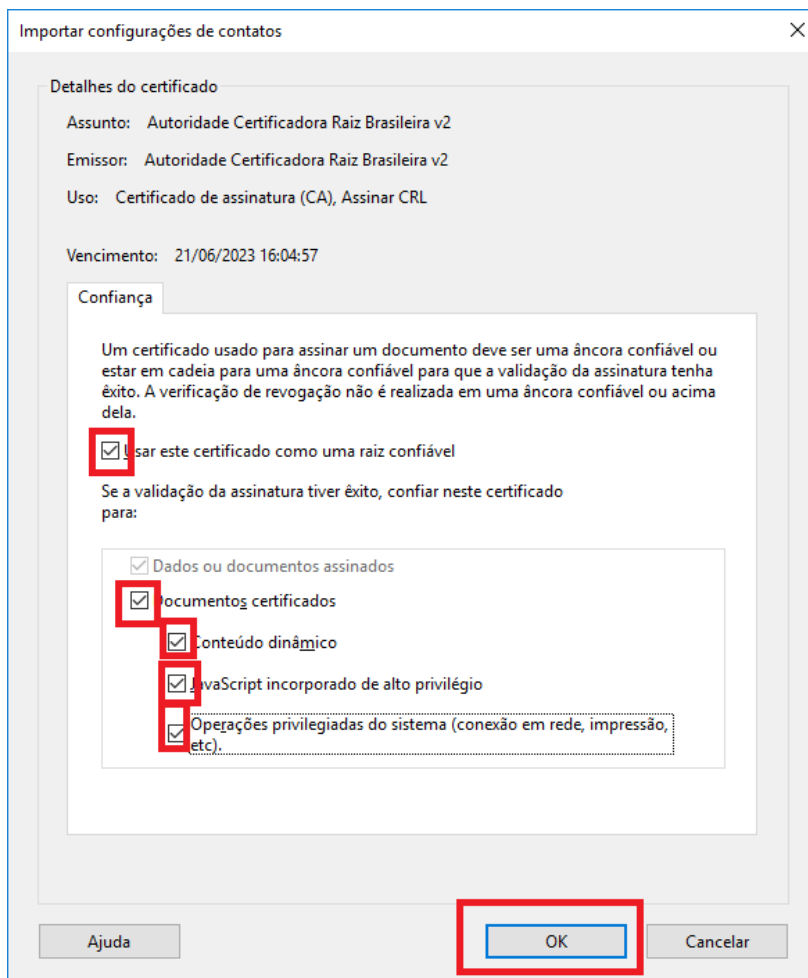 Importar configurações de contatos
Detalhes do certificado
Assunto: Autoridade Certificadora Raiz Brasileira v2
Emissor: Autoridade Certificadora Raiz Brasileira v2
Uso: Certificado de assinatura (CA), Assinar CRL
Vencimento: 21/06/2023 16:04:57
Confiança
Um certificado usado para assinar um documento deve ser uma âncora confiável ou
estar em cadeia para uma âncora confiável para que a validação da assinatura tenha
êxito. A verificação de revogação não é realizada em uma âncora confiável ou acima
dela.
Usar este certificado como uma raiz confiável
Se a validação da assinatura tiver êxito, confiar neste certificado
para:
Dados ou documentos assinados
Documentos certificados
Conteúdo dinâmico
JavaScript incorporado de alto privilégio
Operações privilegiadas do sistema (conexão em rede, impressão,
etc).
Ajuda
OK
Cancelar